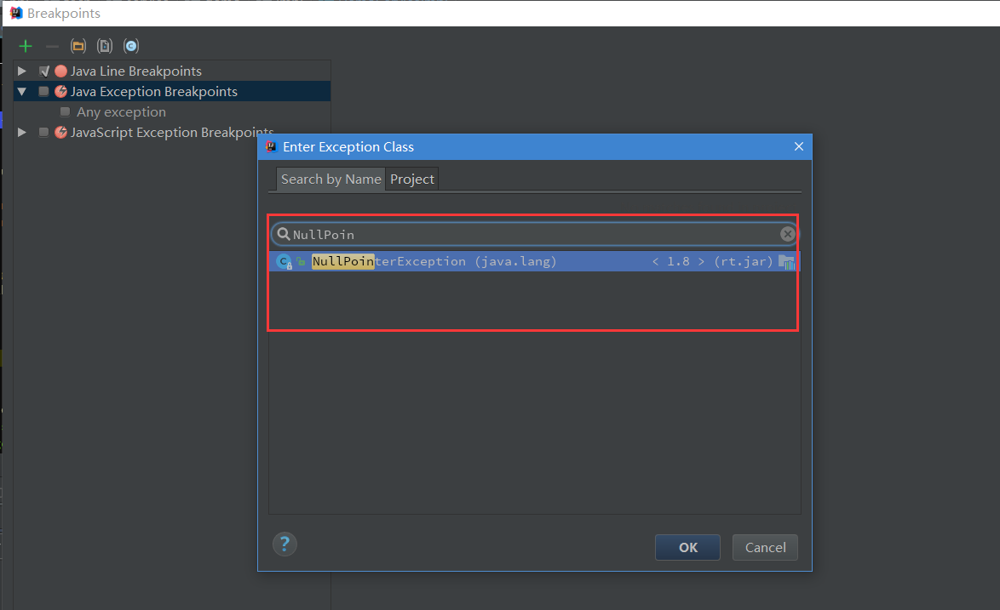 Breakpoints
Java Line Breakpoints
Java Exception Breakpoints
Any exception
JavaScript Exception Breakpoints
Enter Exception Class
Search by Name Project
NullPoin
NullPointerException (java.lang) < 1.8 > (rt.jar)
?
OK Cancel